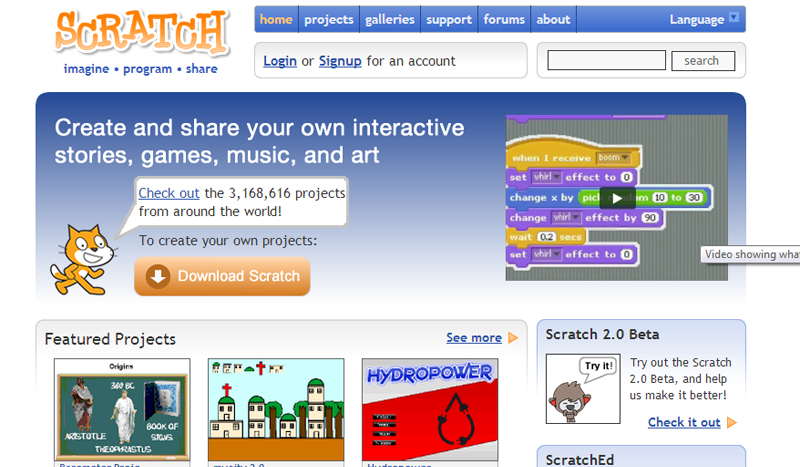 SCRATCH
imagine • program • share
home projects galleries support forums about Language
Login or Signup for an account
search
Create and share your own interactive
stories, games, music, and art
Check out the 3,168,616 projects
from around the world!
To create your own projects:
Download Scratch
when I receive boom
set whirl effect to 0
change x by pick random 10 to 30
change whirl effect by 90
wait 0.2 secs
set whirl effect to 0
Video showing what
Featured Projects
See more
Origins
300 BC
ARISTOTLE
BOOK OF
SIGNS
THEOPHRASTUS
HYDROPOWER
Scratch 2.0 Beta
Try it!
Try out the Scratch
2.0 Beta, and help
us make it better!
Check it out
ScratchEd